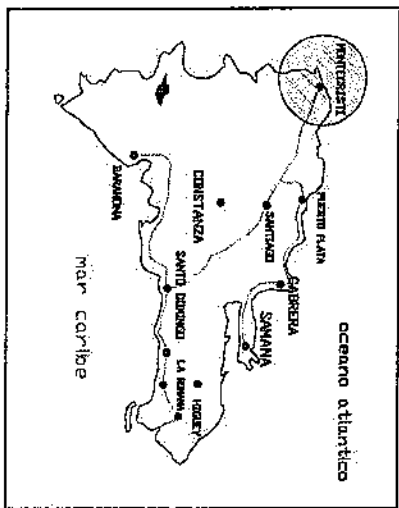 MONTECRISTI
PUERTO PLATA
SANTIAGO
CABRERA
SAMANA
oceano atlantico
CONSTANZA
BARAHONA
SANTO DOMINGO
LA ROMANA
HIGUEY
mar caribe